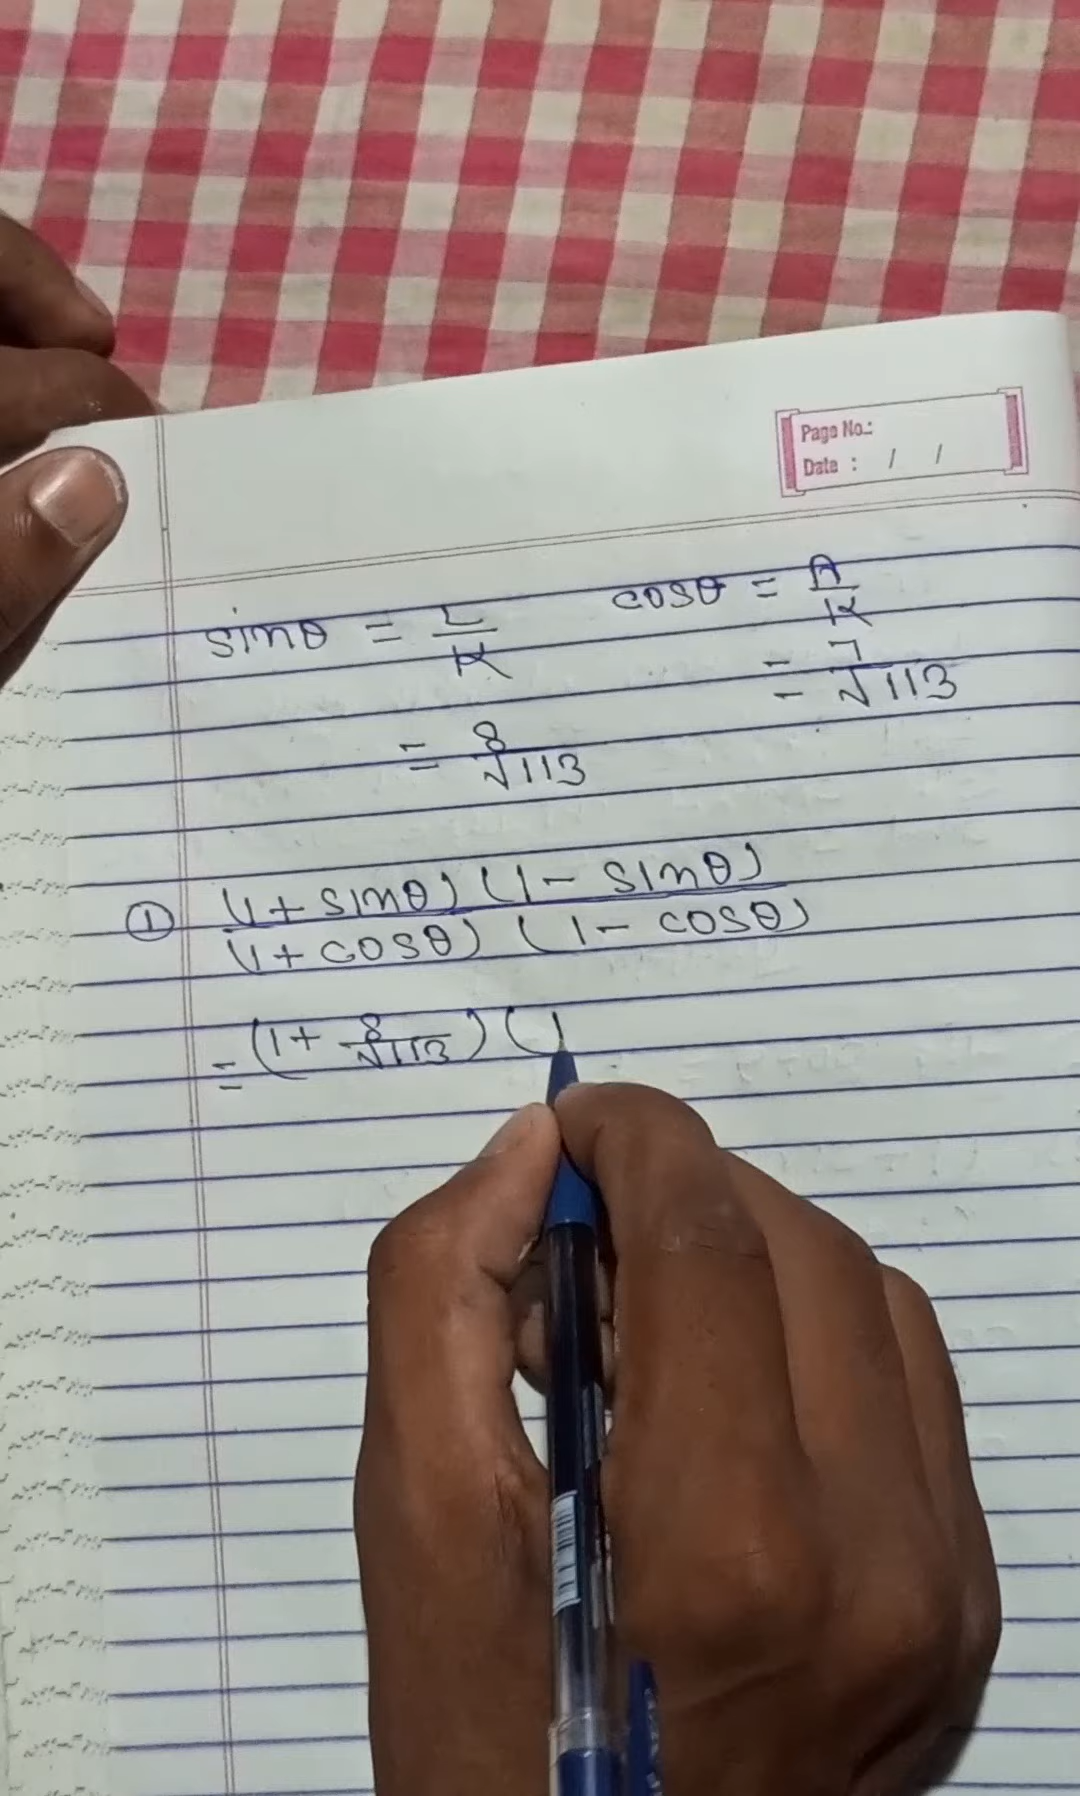 Page No.:
Date : / /
sinθ = L/K cosθ = A/K
= 8/√113 = 7/√113
① (1+sinθ)(1-sinθ)/(1+cosθ)(1-cosθ)
= (1+ 8/√113) (1